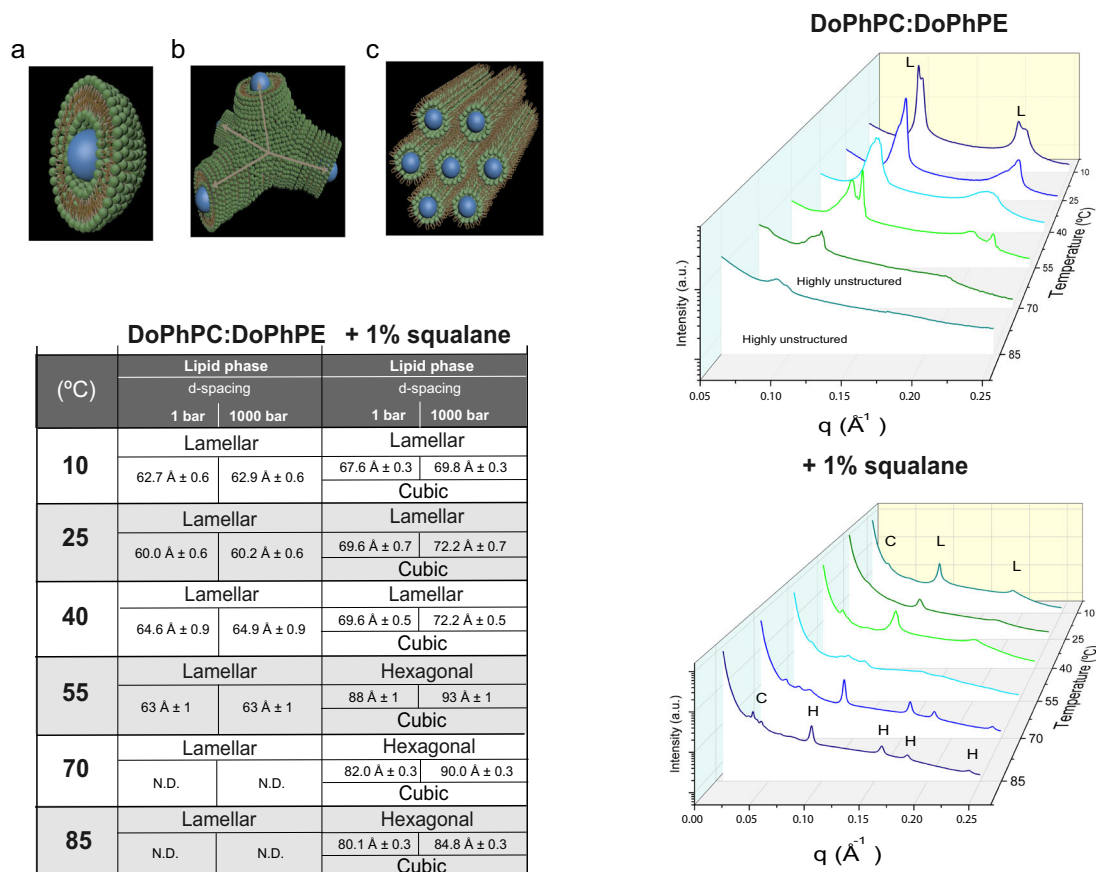 a
b
c
DoPhPC:DoPhPE + 1% squalane
(ºC)
Lipid phase Lipid phase
d-spacing d-spacing
1 bar 1000 bar 1 bar 1000 bar
10
Lamellar Lamellar
62.7 Å ± 0.6 62.9 Å ± 0.6 67.6 Å ± 0.3 69.8 Å ± 0.3
Cubic
25
Lamellar Lamellar
60.0 Å ± 0.6 60.2 Å ± 0.6 69.6 Å ± 0.7 72.2 Å ± 0.7
Cubic
40
Lamellar Lamellar
64.6 Å ± 0.9 64.9 Å ± 0.9 69.6 Å ± 0.5 72.2 Å ± 0.5
Cubic
55
Lamellar Hexagonal
63 Å ± 1 63 Å ± 1 88 Å ± 1 93 Å ± 1
Cubic
70
Lamellar Hexagonal
N.D. N.D. 82.0 Å ± 0.3 90.0 Å ± 0.3
Cubic
85
Lamellar Hexagonal
N.D. N.D. 80.1 Å ± 0.3 84.8 Å ± 0.3
Cubic
DoPhPC:DoPhPE
L
L
Highly unstructured
Highly unstructured
Intensity (a.u.)
0.05 0.10 0.15 0.20 0.25
q (Å⁻¹)
10
25
40
55
70
85
Temperature (ºC)
+ 1% squalane
C L L
C H H H H
Intensity (a.u.)
0.00 0.05 0.10 0.15 0.20 0.25
q (Å⁻¹)
10
25
40
55
70
85
Temperature (ºC)